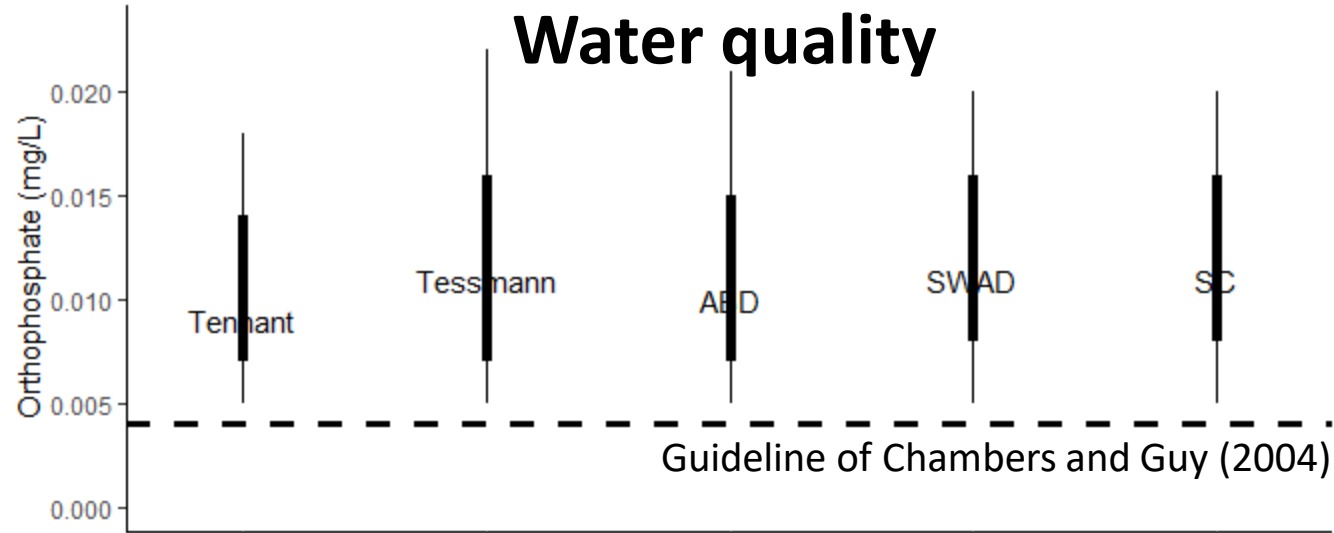 Water quality
Orthophosphate (mg/L)
0.020
0.015
0.010
0.005
0.000
Tennant
Tessmann
ABD
SWAD
SC
Guideline of Chambers and Guy (2004)